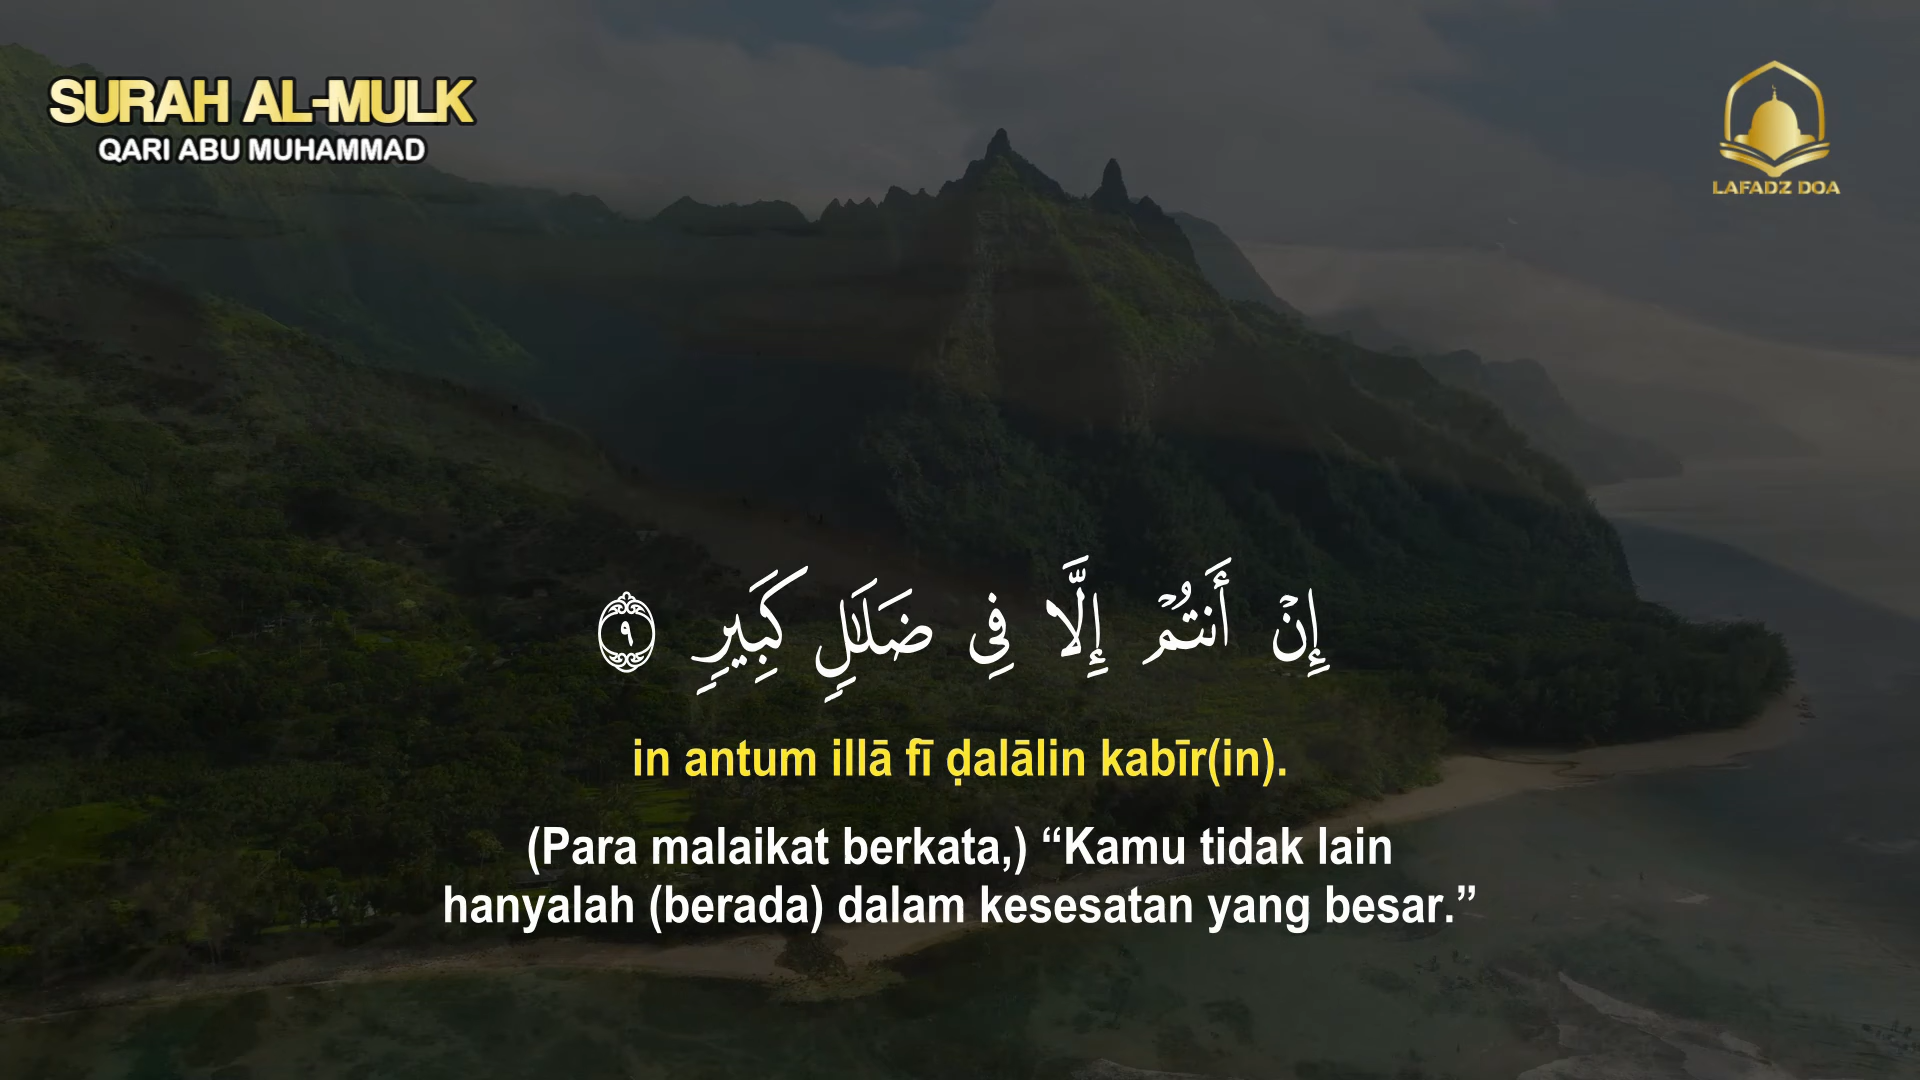 SURAH AL-MULK
QARI ABU MUHAMMAD
LAFADZ DOA
إِنْ أَنتُمْ إِلَّا فِي ضَلَٰلٍ كَبِيرٍ ٩
in antum illā fī ḍalālin kabīr(in).
(Para malaikat berkata,) “Kamu tidak lain
hanyalah (berada) dalam kesesatan yang besar.”